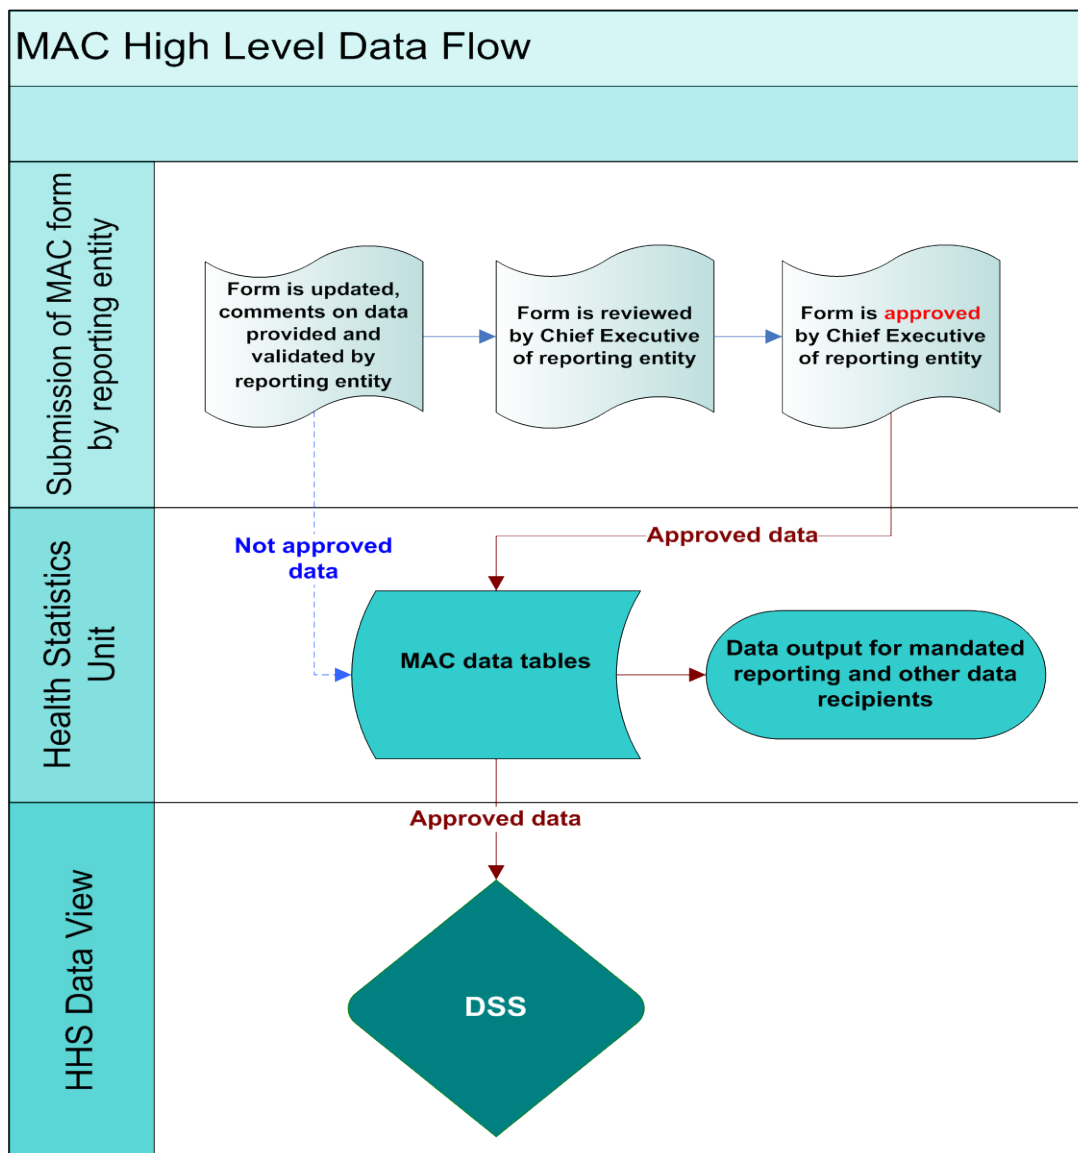 MAC High Level Data Flow
Submission of MAC form
by reporting entity
Form is updated,
comments on data
provided and
validated by
reporting entity
Form is reviewed
by Chief Executive
of reporting entity
Form is approved
by Chief Executive
of reporting entity
Health Statistics
Unit
Not approved
data
Approved data
MAC data tables
Data output for mandated
reporting and other data
recipients
HHS Data View
Approved data
DSS